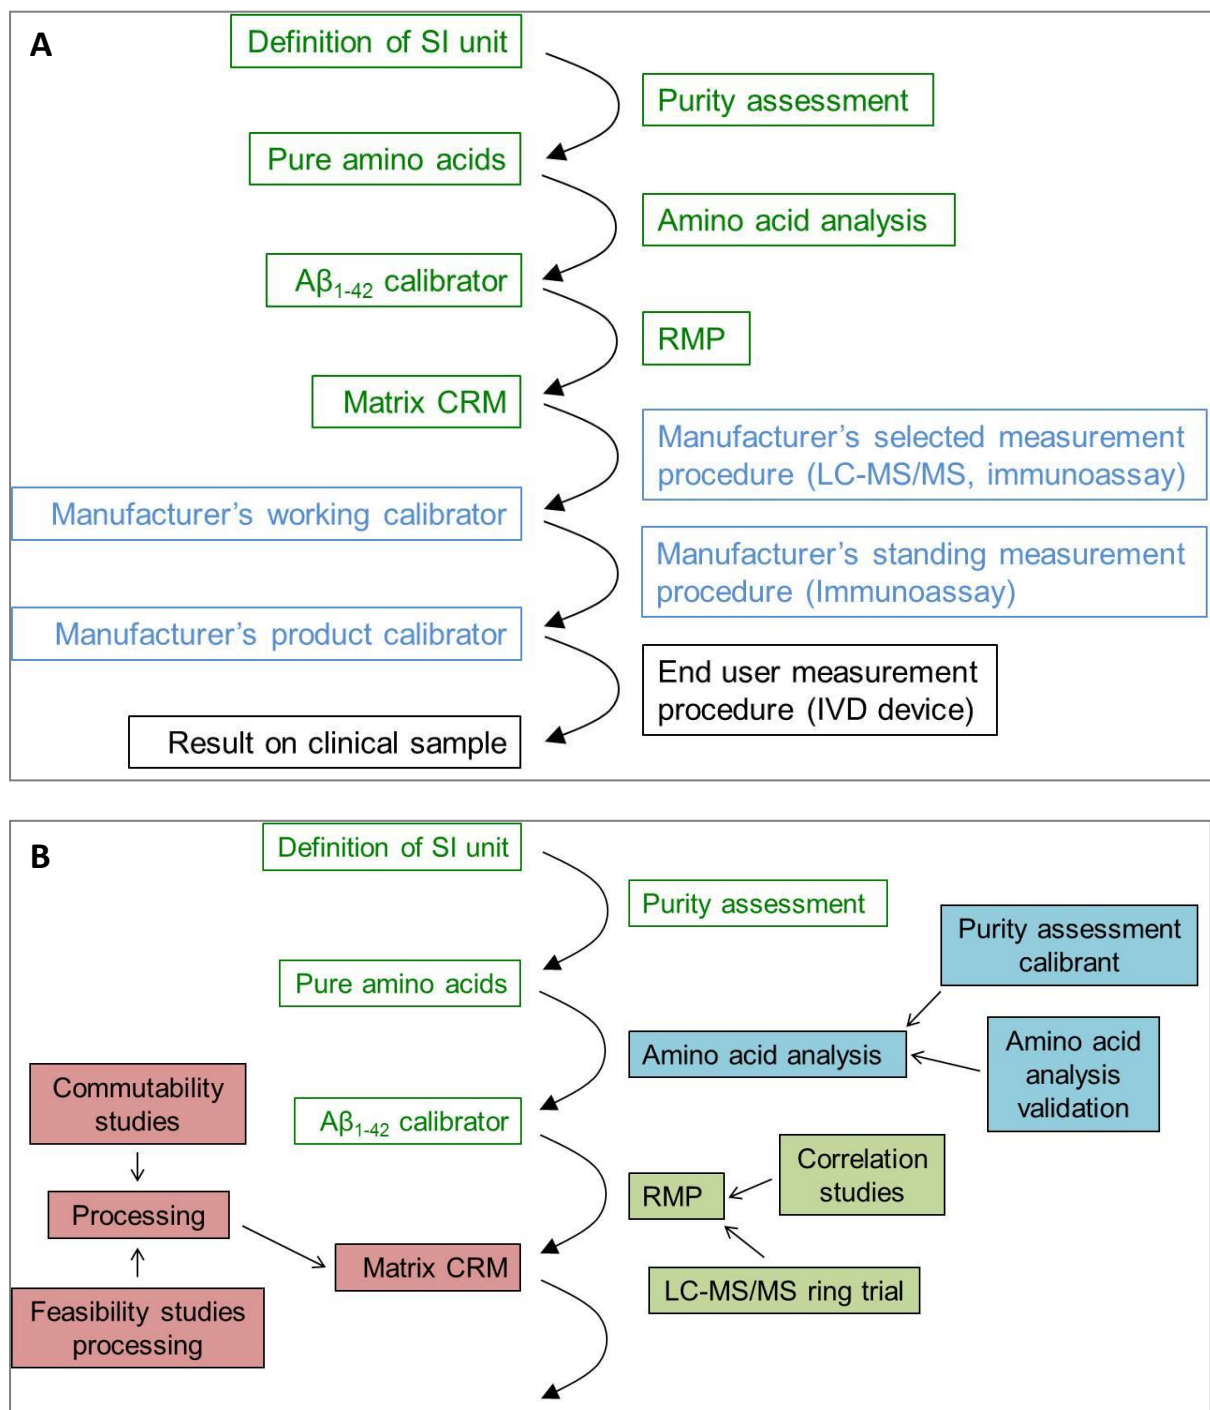 A
Definition of SI unit
Purity assessment
Pure amino acids
Amino acid analysis
Aβ1-42 calibrator
RMP
Matrix CRM
Manufacturer’s selected measurement
procedure (LC-MS/MS, immunoassay)
Manufacturer’s working calibrator
Manufacturer’s standing measurement
procedure (Immunoassay)
Manufacturer’s product calibrator
End user measurement
procedure (IVD device)
Result on clinical sample
B
Definition of SI unit
Purity assessment
Purity assessment
calibrant
Pure amino acids
Amino acid analysis
Amino acid
analysis
validation
Commutability
studies
Aβ1-42 calibrator
Correlation
studies
RMP
Processing
Matrix CRM
LC-MS/MS ring trial
Feasibility studies
processing